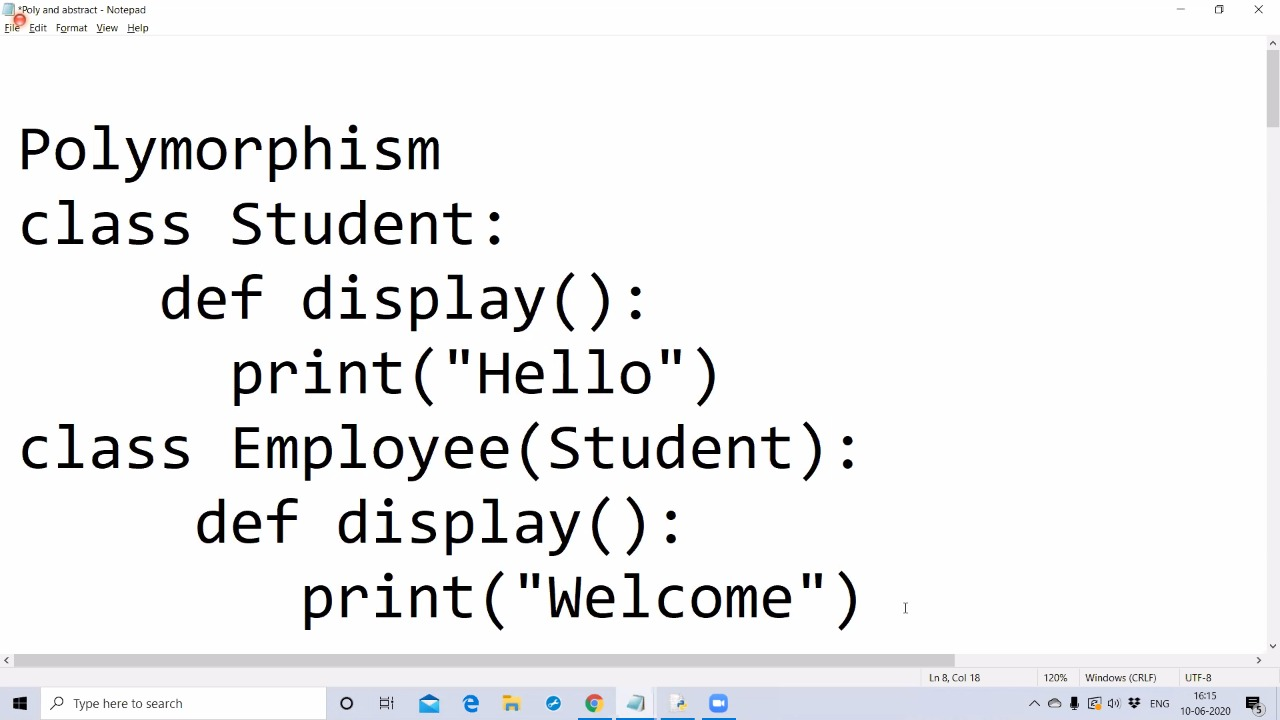 *Poly and abstract - Notepad
File Edit Format View Help
Polymorphism
class Student:
    def display():
      print("Hello")
class Employee(Student):
     def display():
        print("Welcome")
Ln 8, Col 18 120% Windows (CRLF) UTF-8
Type here to search ENG 16:15
10-06-2020 5